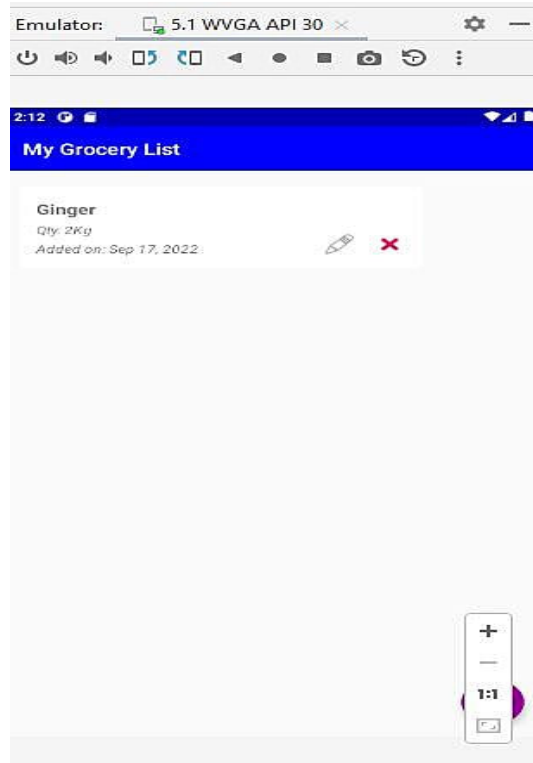 Emulator: 5.1 WVGA API 30
2:12
My Grocery List
Ginger
Qty: 2Kg
Added on: Sep 17, 2022
1:1